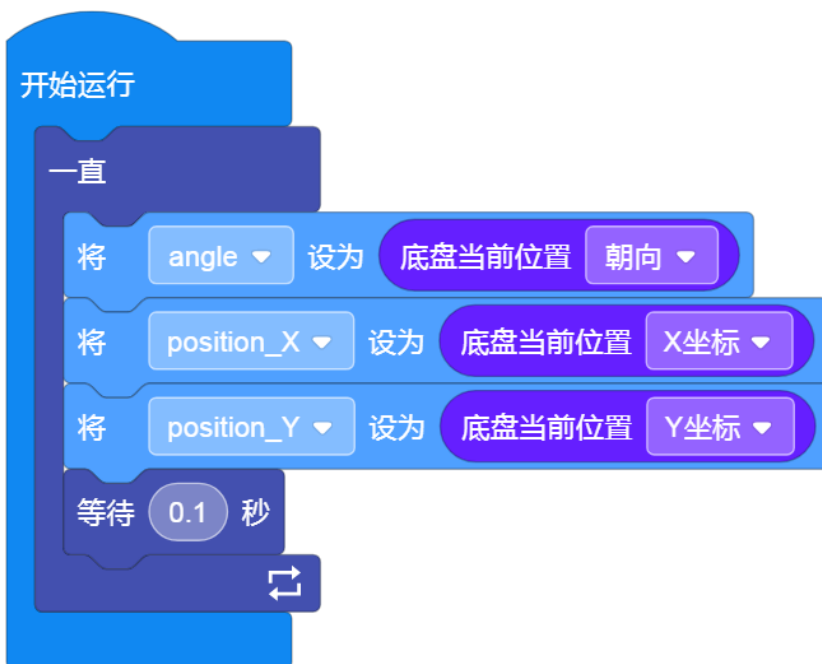 开始运行
一直
将 angle 设为 底盘当前位置 朝向
将 position_X 设为 底盘当前位置 X坐标
将 position_Y 设为 底盘当前位置 Y坐标
等待 0.1 秒